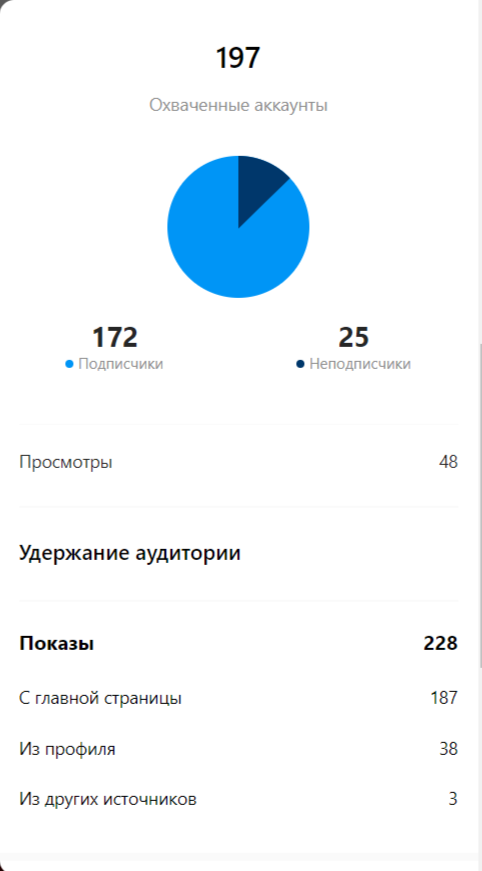 197
Охваченные аккаунты
172 25
Подписчики Неподписчики
Просмотры 48
Удержание аудитории
Показы 228
С главной страницы 187
Из профиля 38
Из других источников 3